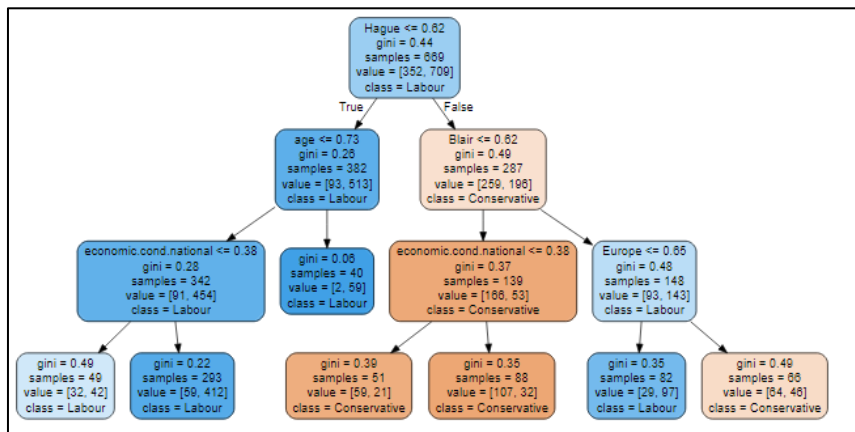 Hague <= 0.62
gini = 0.44
samples = 669
value = [352, 709]
class = Labour
True
False
age <= 0.73
gini = 0.26
samples = 382
value = [93, 513]
class = Labour
Blair <= 0.62
gini = 0.49
samples = 287
value = [259, 196]
class = Conservative
economic.cond.national <= 0.38
gini = 0.28
samples = 342
value = [91, 454]
class = Labour
gini = 0.06
samples = 40
value = [2, 59]
class = Labour
economic.cond.national <= 0.38
gini = 0.37
samples = 139
value = [166, 53]
class = Conservative
Europe <= 0.66
gini = 0.48
samples = 148
value = [93, 143]
class = Labour
gini = 0.49
samples = 49
value = [32, 42]
class = Labour
gini = 0.22
samples = 293
value = [59, 412]
class = Labour
gini = 0.39
samples = 51
value = [59, 21]
class = Conservative
gini = 0.35
samples = 88
value = [107, 32]
class = Conservative
gini = 0.35
samples = 82
value = [29, 97]
class = Labour
gini = 0.49
samples = 66
value = [64, 46]
class = Conservative